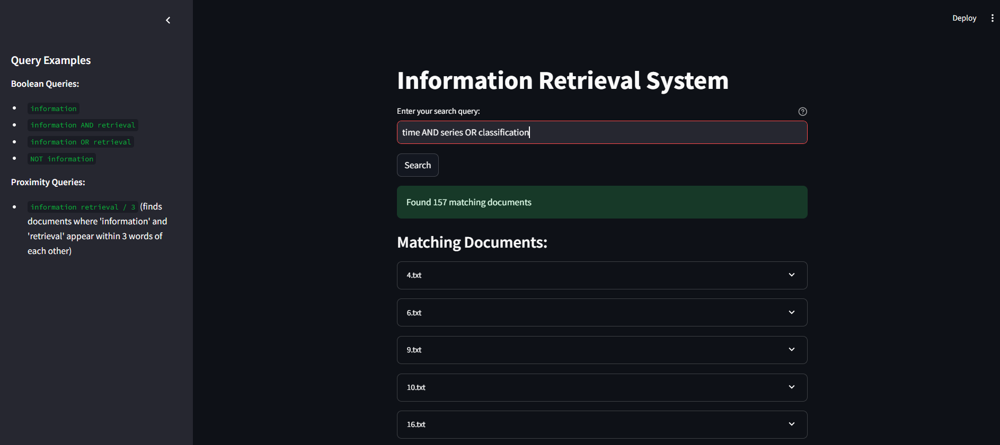 Deploy
Query Examples
Boolean Queries:
information
information AND retrieval
information OR retrieval
NOT information
Proximity Queries:
information retrieval / 3 (finds
documents where 'information' and
'retrieval' appear within 3 words of
each other)
Information Retrieval System
Enter your search query:
time AND series OR classification
Search
Found 157 matching documents
Matching Documents:
4.txt
6.txt
9.txt
10.txt
16.txt